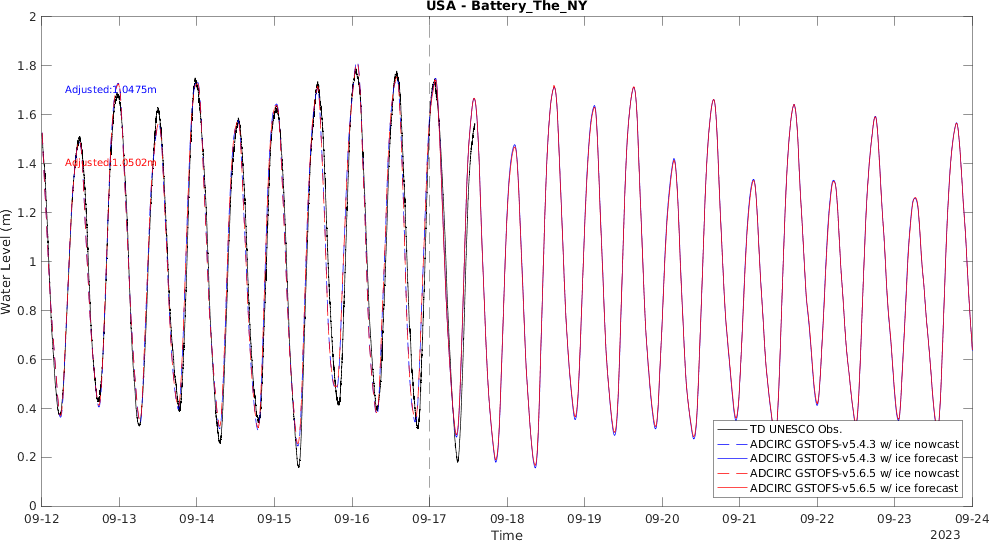 USA - Battery_The_NY
2
1.8
Adjusted:1.0475m
1.6
Adjusted:1.0502m
1.4
1.2
1
0.8
0.6
0.4
0.2
0
Water Level (m)
TD UNESCO Obs.
ADCIRC GSTOFS-v5.4.3 w/ ice nowcast
ADCIRC GSTOFS-v5.4.3 w/ ice forecast
ADCIRC GSTOFS-v5.6.5 w/ ice nowcast
ADCIRC GSTOFS-v5.6.5 w/ ice forecast
09-12 09-13 09-14 09-15 09-16 09-17 09-18 09-19 09-20 09-21 09-22 09-23 09-24
Time
2023